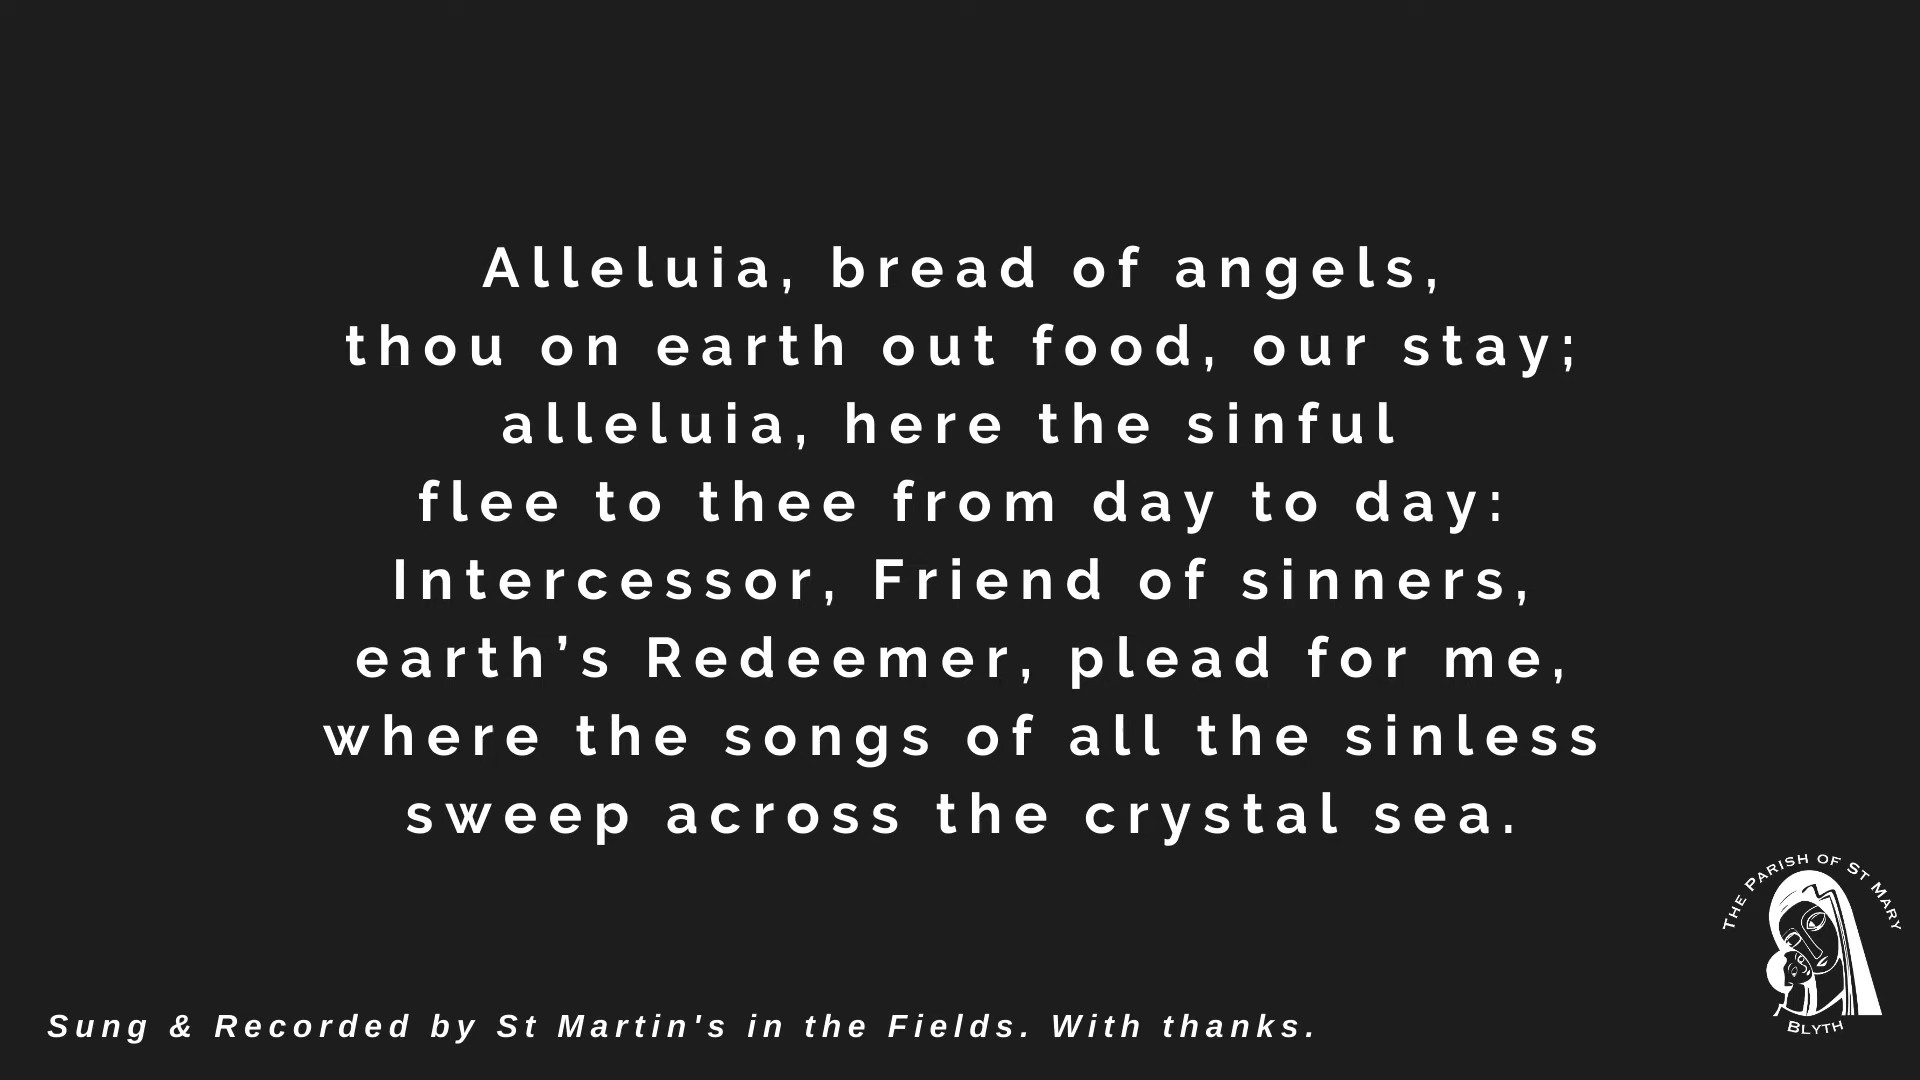 Alleluia, bread of angels,
thou on earth out food, our stay;
alleluia, here the sinful
flee to thee from day to day:
Intercessor, Friend of sinners,
earth’s Redeemer, plead for me,
where the songs of all the sinless
sweep across the crystal sea.
The Parish of St Mary
Blyth
Sung & Recorded by St Martin's in the Fields. With thanks.